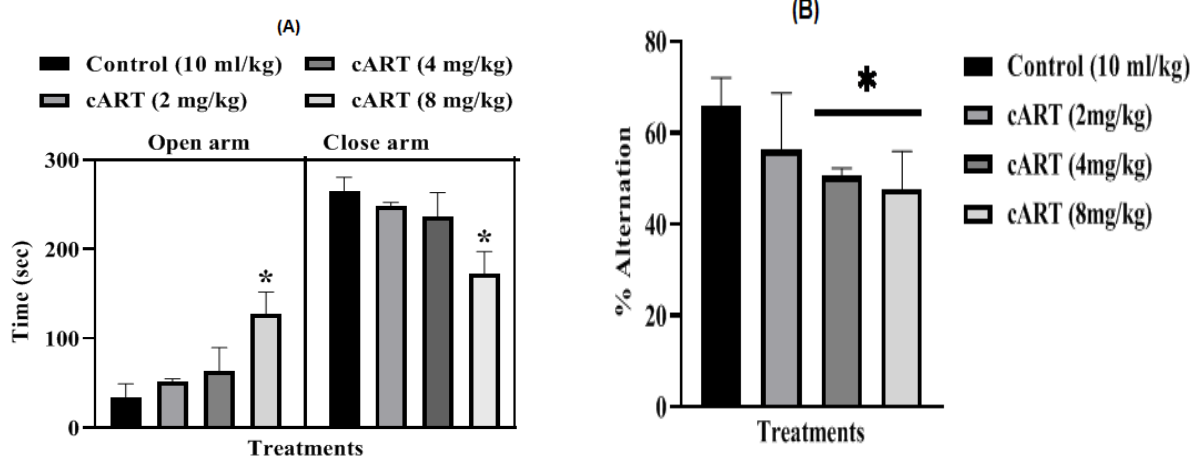 (A)
Control (10 ml/kg) cART (4 mg/kg)
cART (2 mg/kg) cART (8 mg/kg)
Open arm Close arm
300
200
100
0
Time (sec)
* *
Treatments
(B)
80
60
40
20
0
% Alternation
*
Treatments
Control (10 ml/kg)
cART (2mg/kg)
cART (4mg/kg)
cART (8mg/kg)